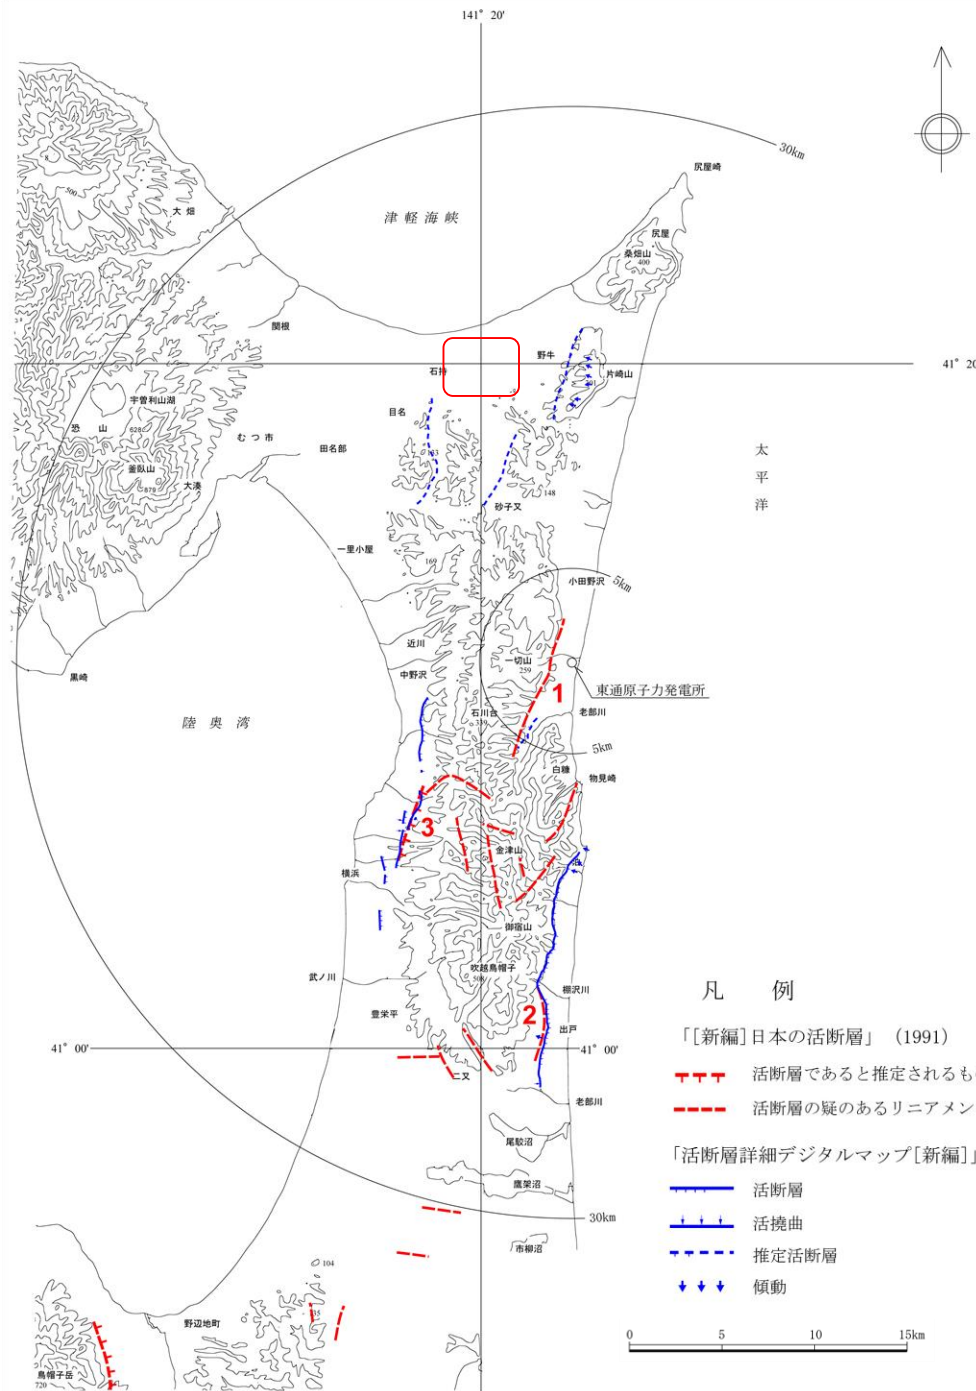 141° 20'
30km
尻屋崎
大 畑
津 軽 海 峡
尻屋
桑畑山
400
500
関根
野牛
41° 20
石持
片崎山
宇曽利山湖
目名
恐 山
628
むつ市
田名部
太平洋
釜臥山
879
大湊
148
砂子又
一里小屋
169
小田野沢
5km
近川
一切山
259
中野沢
黒崎
東通原子力発電所
1
石川台
老部川
陸 奥 湾
339
5km
白糠
物見崎
3
金津山
泊
横浜
御宿山
吹越烏帽子
508
武ノ川
棚沢川
凡 例
豊栄平
2
出戸
「[新編]日本の活断層」 (1991)
41° 00'
二又
活断層であると推定されるも
老部川
活断層の疑のあるリニアメン
尾駮沼
「活断層詳細デジタルマップ[新編]」
鷹架沼
活断層
30km
活撓曲
市柳沼
推定活断層
104
傾動
野辺地町
0 5 10 15km
烏帽子岳
720